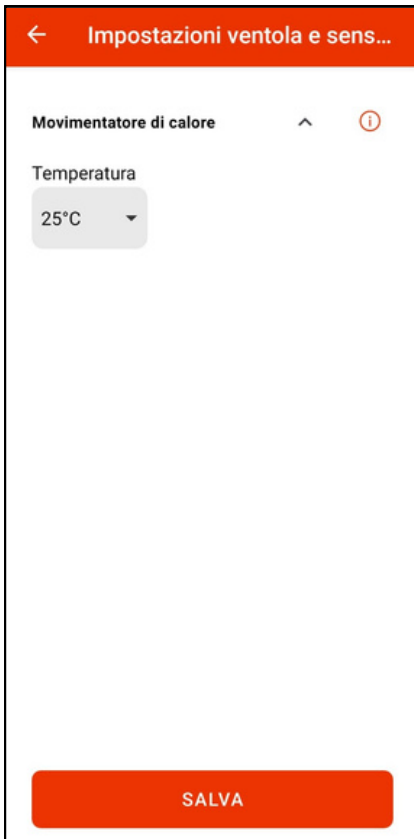 Impostazioni ventola e sens...
Movimentatore di calore
Temperatura
25°C
SALVA